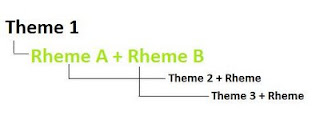 Theme 1
Rheme A + Rheme B
Theme 2 + Rheme
Theme 3 + Rheme